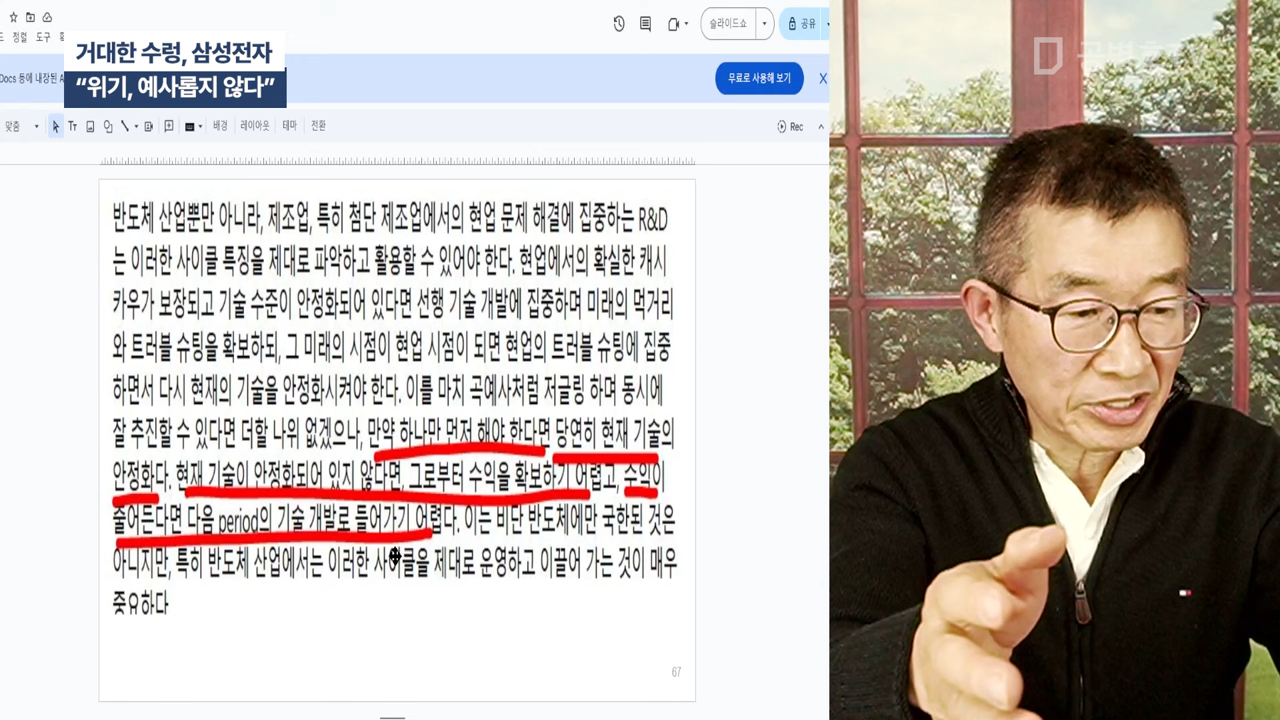 거대한 수렁, 삼성전자
“위기, 예사롭지 않다”
정렬 도구
슬라이드쇼
공유
Docs 등에 내장된
무료로 사용해 보기
X
맞춤
배경 레이아웃 테마 전환
Rec
반도체 산업뿐만 아니라, 제조업, 특히 첨단 제조업에서의 현업 문제 해결에 집중하는 R&D
는 이러한 사이클 특징을 제대로 파악하고 활용할 수 있어야 한다. 현업에서의 확실한 캐시
카우가 보장되고 기술 수준이 안정화되어 있다면 선행 기술 개발에 집중하며 미래의 먹거리
와 트러블 슈팅을 확보하되, 그 미래의 시점이 현업 시점이 되면 현업의 트러블 슈팅에 집중
하면서 다시 현재의 기술을 안정화시켜야 한다. 이를 마치 곡예사처럼 저글링 하며 동시에
잘 추진할 수 있다면 더할 나위 없겠으나, 만약 하나만 먼저 해야 한다면 당연히 현재 기술의
안정화다. 현재 기술이 안정화되어 있지 않다면, 그로부터 수익을 확보하기 어렵고, 수익이
줄어든다면 다음 period의 기술 개발로 들어가기 어렵다. 이는 비단 반도체에만 국한된 것은
아니지만, 특히 반도체 산업에서는 이러한 사이클을 제대로 운영하고 이끌어 가는 것이 매우
중요하다
67